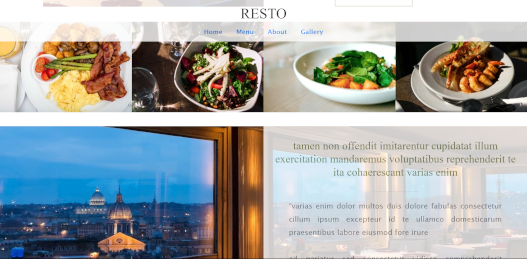 RESTO
Home Menu About Gallery
tamen non offendit imitarentur cupidatat illum
exercitation mandaremus voluptatibus reprehenderit te
ita cohaerescant varias enim
"varias enim dolor multos duis dolore fabulas consectetur
cillum ipsum excepteur id te ullamco domesticarum
praesentibus labore eiusmod fore irure